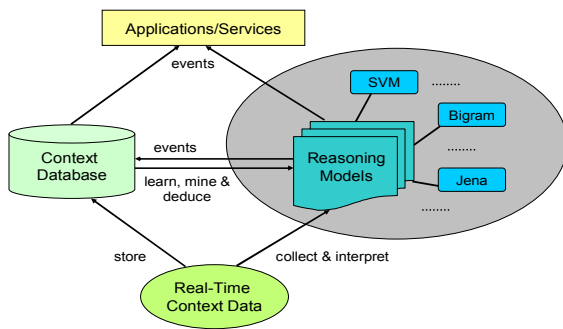 Applications/Services
events
SVM
........
Bigram
........
Context
Database
events
learn, mine &
deduce
Reasoning
Models
Jena
........
store
collect & interpret
Real-Time
Context Data